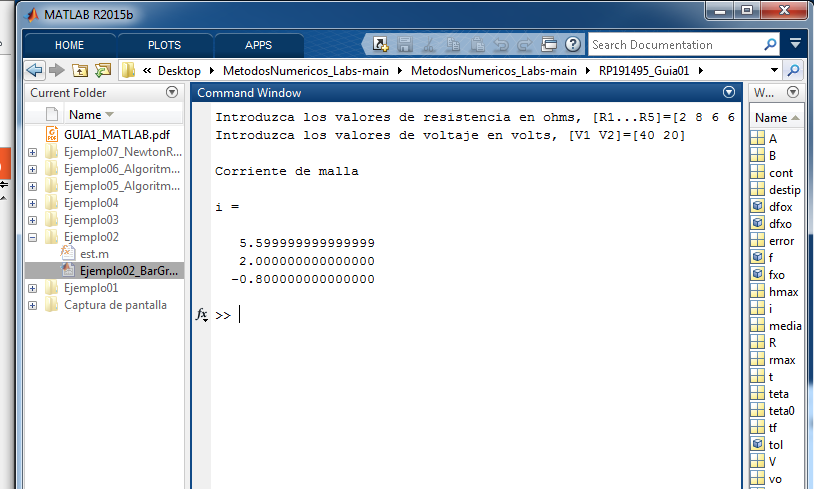 MATLAB R2015b
HOME PLOTS APPS Search Documentation
« Desktop MetodosNumericos_Labs-main MetodosNumericos_Labs-main RP191495_Guia01
Current Folder
Name
GUIA1_MATLAB.pdf
Ejemplo07_NewtonR...
Ejemplo06_Algoritm...
Ejemplo05_Algoritm...
Ejemplo04
Ejemplo03
Ejemplo02
est.m
Ejemplo02_BarGr...
Ejemplo01
Captura de pantalla
Command Window
Introduzca los valores de resistencia en ohms, [R1...R5]=[2 8 6 6
Introduzca los valores de voltaje en volts, [V1 V2]=[40 20]
Corriente de malla
i =
5.599999999999999
2.000000000000000
-0.800000000000000
fx >>
W...
Name
A
B
cont
destip
dfox
dfxo
error
f
fxo
hmax
i
media
R
rmax
t
teta
teta0
tf
tol
V
vo